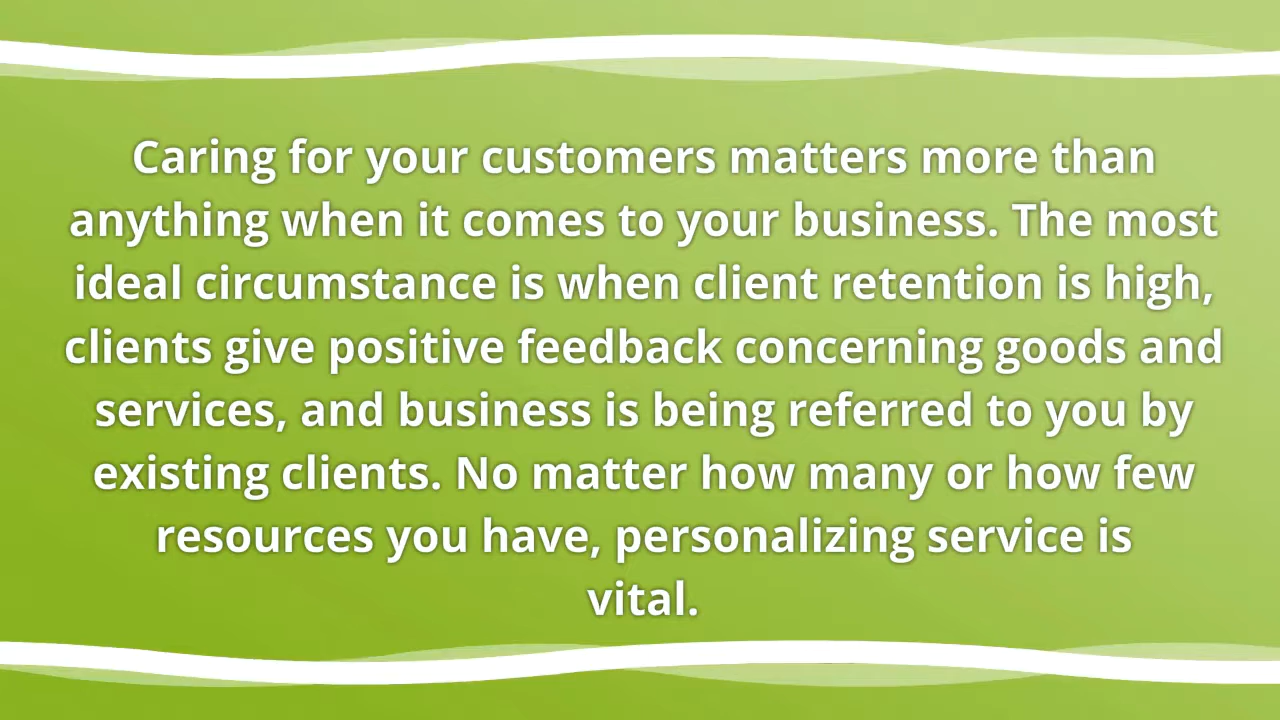 Caring for your customers matters more than
anything when it comes to your business. The most
ideal circumstance is when client retention is high,
clients give positive feedback concerning goods and
services, and business is being referred to you by
existing clients. No matter how many or how few
resources you have, personalizing service is
vital.